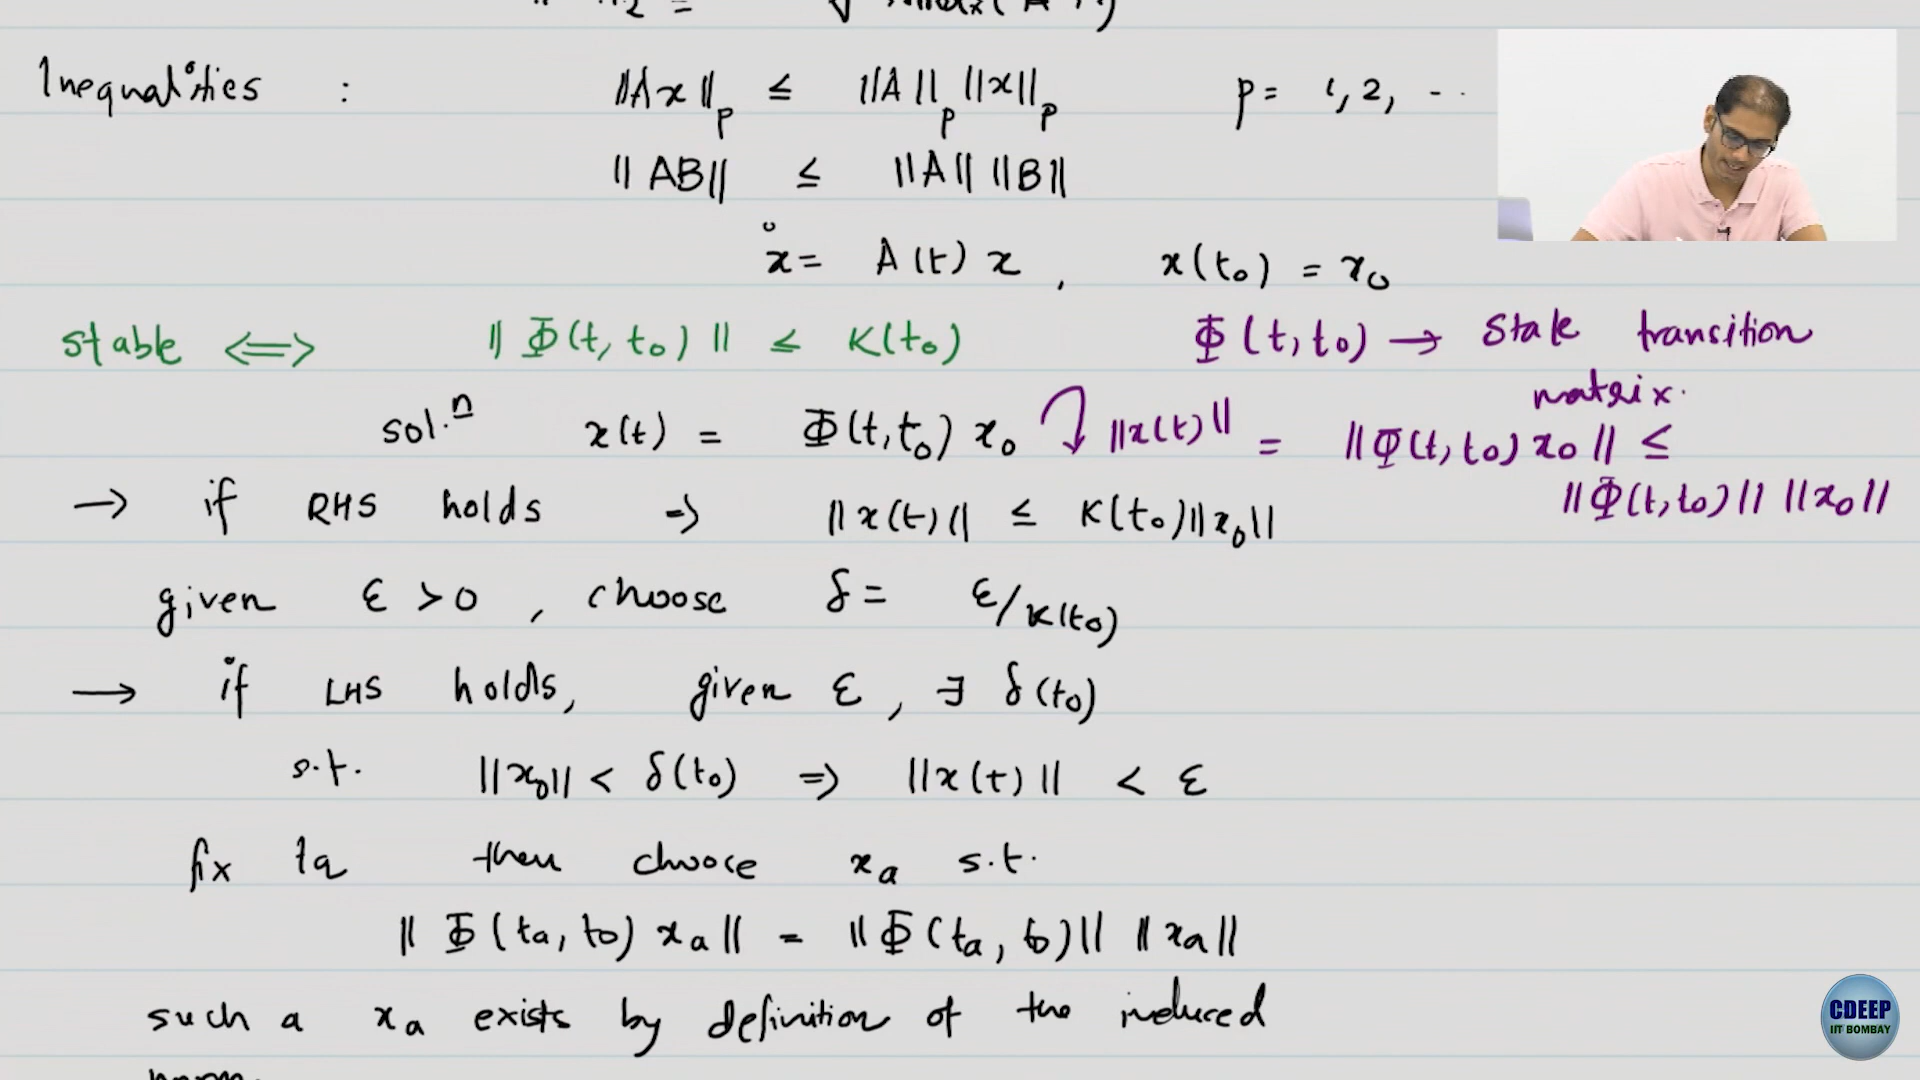 Inequalities : ||Ax||_p ≤ ||A||_p ||x||_p p = 1, 2, --
|| AB|| ≤ ||A|| ||B||
ẋ = A(t) x , x(t₀) = x₀
stable <=> || Φ(t, t₀) || ≤ K(t₀) Φ(t, t₀) → State transition
matrix.
sol.ⁿ x(t) = Φ(t, t₀) x₀ ||x(t)|| = ||Φ(t, t₀) x₀ || ≤
||Φ(t, t₀)|| ||x₀||
→ if RHS holds => ||x(t)|| ≤ K(t₀)||x₀||
given ε > 0 , choose δ = ε/K(t₀)
→ if LHS holds, given ε , ∃ δ(t₀)
s.t. ||x₀|| < δ(t₀) => ||x(t)|| < ε
fix ta then choose xₐ s.t.
|| Φ(tₐ, t₀) xₐ|| = ||Φ(tₐ, t₀)|| ||xₐ||
such a xₐ exists by definition of the induced
CDEEP
IIT BOMBAY